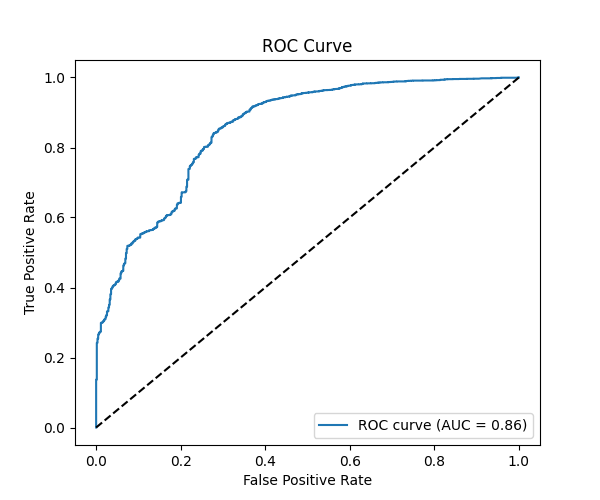 ROC Curve
True Positive Rate
1.0
0.8
0.6
0.4
0.2
0.0
ROC curve (AUC = 0.86)
0.0 0.2 0.4 0.6 0.8 1.0
False Positive Rate